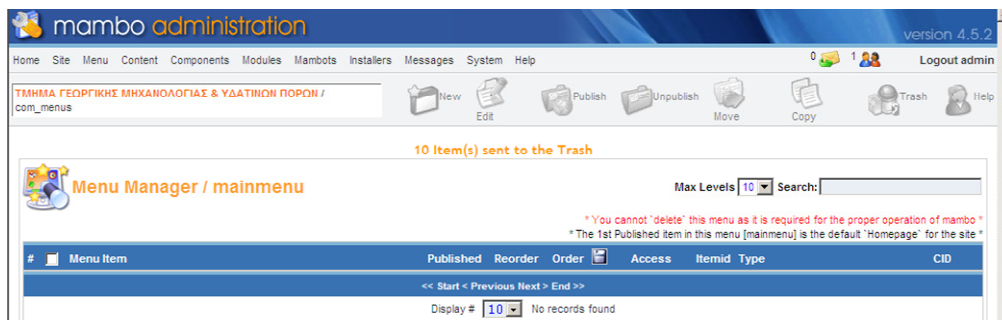 mambo administration
version 4.5.2
Home Site Menu Content Components Modules Mambots Installers Messages System Help 0 1 Logout admin
ΤΜΗΜΑ ΓΕΩΡΓΙΚΗΣ ΜΗΧΑΝΟΛΟΓΙΑΣ & ΥΔΑΤΙΝΩΝ ΠΟΡΩΝ /
com_menus
New Edit Publish Unpublish Move Copy Trash Help
10 Item(s) sent to the Trash
Menu Manager / mainmenu
Max Levels 10 Search:
* You cannot `delete` this menu as it is required for the proper operation of mambo *
* The 1st Published item in this menu [mainmenu] is the default `Homepage` for the site *
# Menu Item Published Reorder Order Access Itemid Type CID
<< Start < Previous Next > End >>
Display # 10 No records found